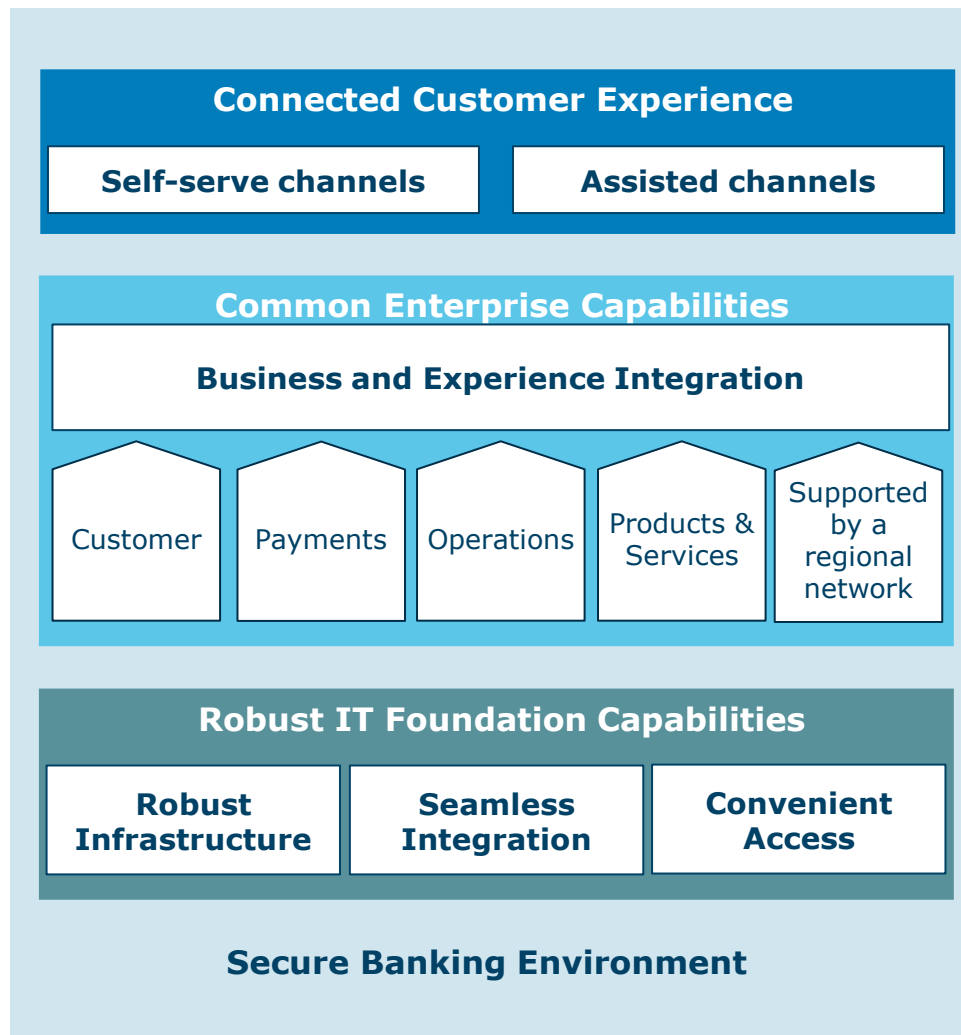 Connected Customer Experience
Self-serve channels
Assisted channels
Common Enterprise Capabilities
Business and Experience Integration
Customer
Payments
Operations
Products &
Services
Supported
by a
regional
network
Robust IT Foundation Capabilities
Robust
Infrastructure
Seamless
Integration
Convenient
Access
Secure Banking Environment